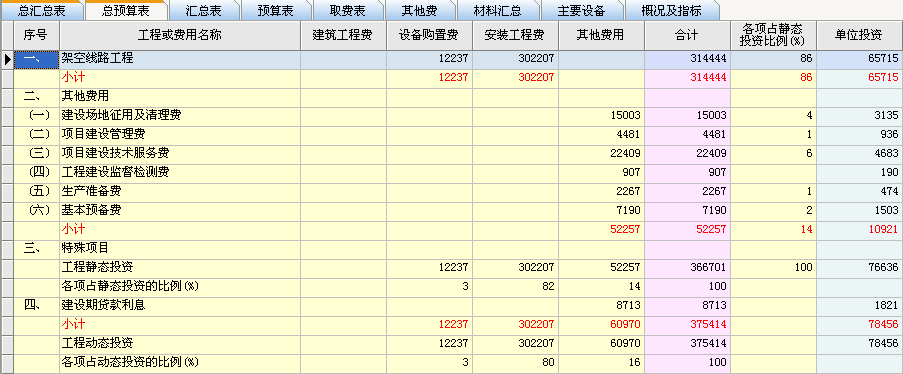 总汇总表 总预算表 汇总表 预算表 取费表 其他费 材料汇总 主要设备 概况及指标
序号 工程或费用名称 建筑工程费 设备购置费 安装工程费 其他费用 合计 各项占静态投资比例(%) 单位投资
一、 架空线路工程 12237 302207 314444 86 65715
小计 12237 302207 314444 86 65715
二、 其他费用
(一) 建设场地征用及清理费 15003 15003 4 3135
(二) 项目建设管理费 4481 4481 1 936
(三) 项目建设技术服务费 22409 22409 6 4683
(四) 工程建设监督检测费 907 907 190
(五) 生产准备费 2267 2267 1 474
(六) 基本预备费 7190 7190 2 1503
小计 52257 52257 14 10921
三、 特殊项目
工程静态投资 12237 302207 52257 366701 100 76636
各项占静态投资的比例(%) 3 82 14 100
四、 建设期贷款利息 8713 8713 1821
小计 12237 302207 60970 375414 78456
工程动态投资 12237 302207 60970 375414 78456
各项占动态投资的比例(%) 3 80 16 100